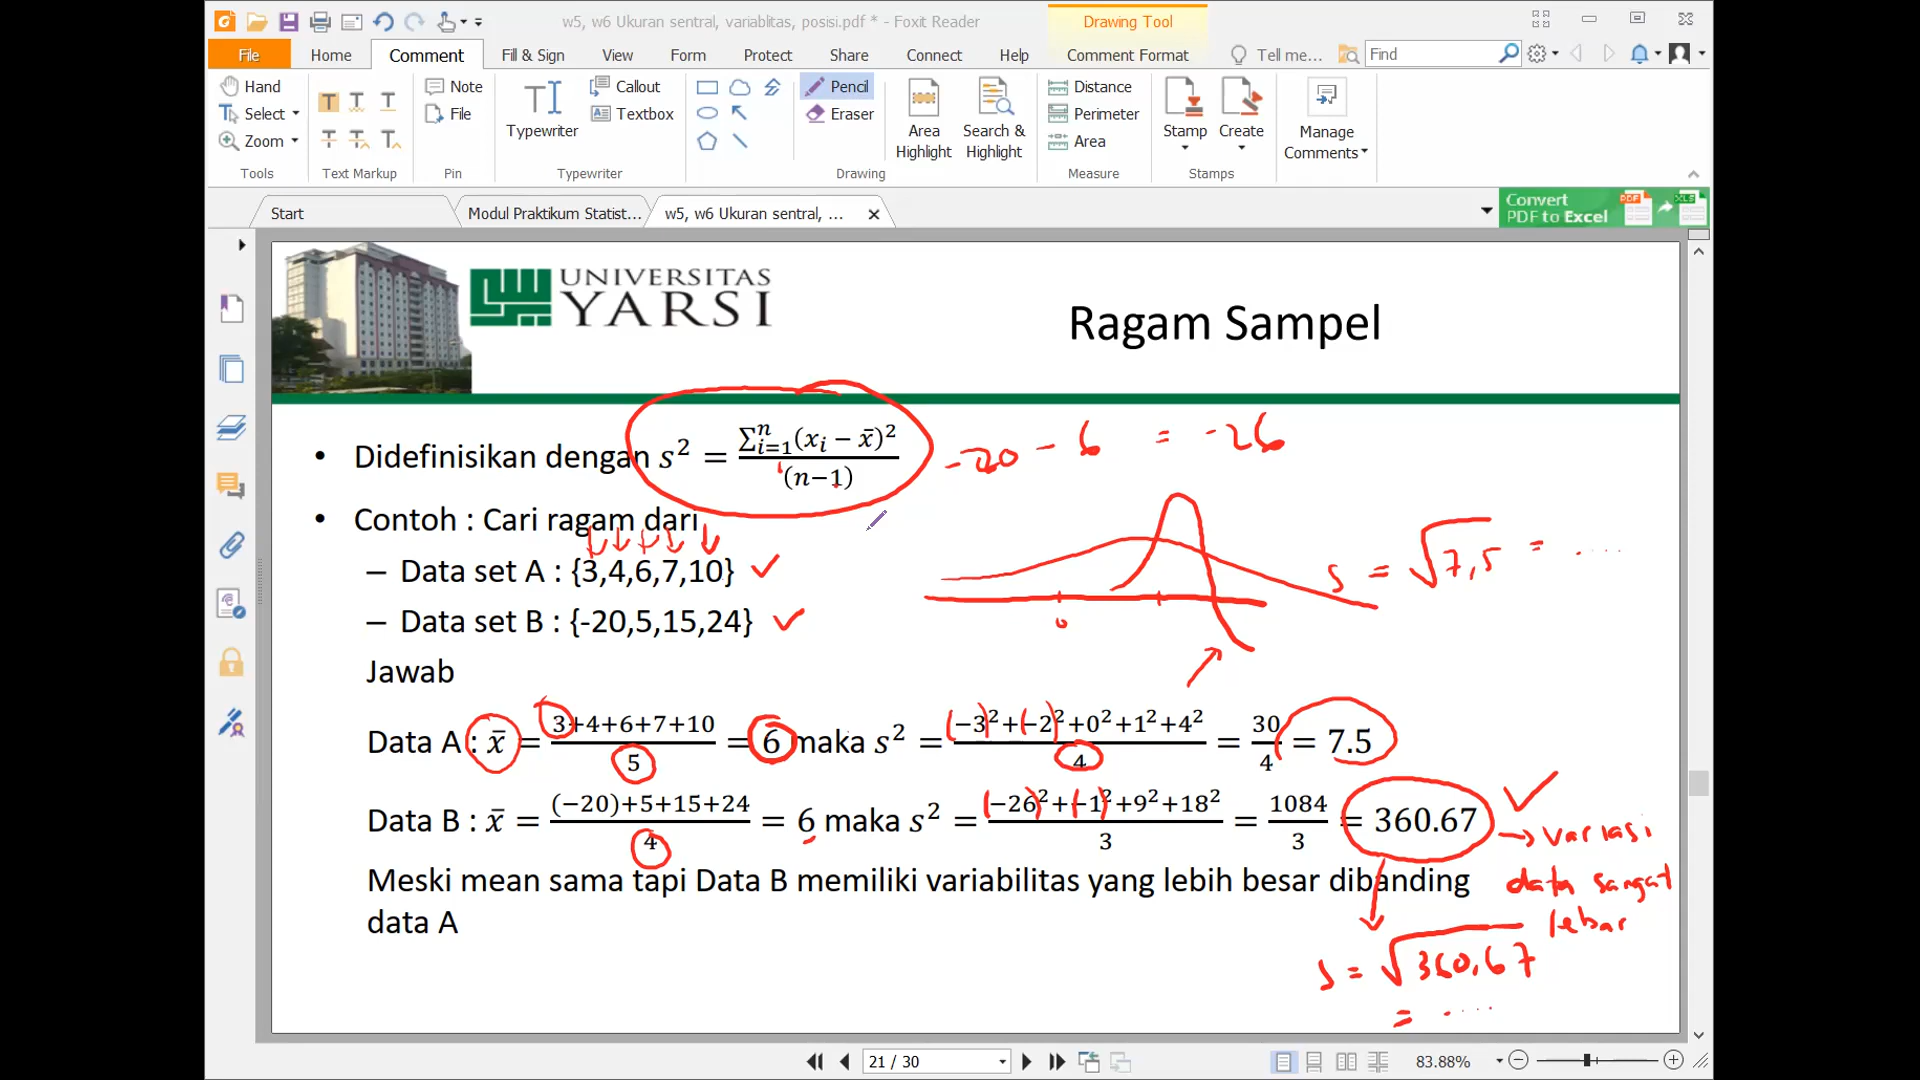 w5, w6 Ukuran sentral, variablitas, posisi.pdf * - Foxit Reader
Drawing Tool
File Home Comment Fill & Sign View Form Protect Share Connect Help Comment Format Tell me... Find
Hand
Select
Zoom
Tools
Text Markup
Note
File
Pin
Typewriter
Callout
Textbox
Typewriter
Pencil
Eraser
Area Highlight
Search & Highlight
Drawing
Distance
Perimeter
Area
Measure
Stamp
Create
Stamps
Manage Comments
Start Modul Praktikum Statist... w5, w6 Ukuran sentral, ...
Convert
PDF to Excel
UNIVERSITAS
YARSI
Ragam Sampel
• Didefinisikan dengan s² = ∑ⁿᵢ₌₁(xᵢ − x̄)² / (n−1)
-20 - 6 = -26
• Contoh : Cari ragam dari
– Data set A : {3,4,6,7,10}
– Data set B : {-20,5,15,24}
0
s = √7,5 = ....
Jawab
Data A : x̄ = 3+4+6+7+10 / 5 = 6 maka s² = (−3)²+(−2)²+0²+1²+4² / 4 = 30 / 4 = 7.5
Data B : x̄ = (−20)+5+15+24 / 4 = 6 maka s² = (−26²)+(−1)²+9²+18² / 3 = 1084 / 3 = 360.67
→ variasi
data sangat
lebar
Meski mean sama tapi Data B memiliki variabilitas yang lebih besar dibanding
data A
s = √360,67
= ....
21 / 30
83.88%